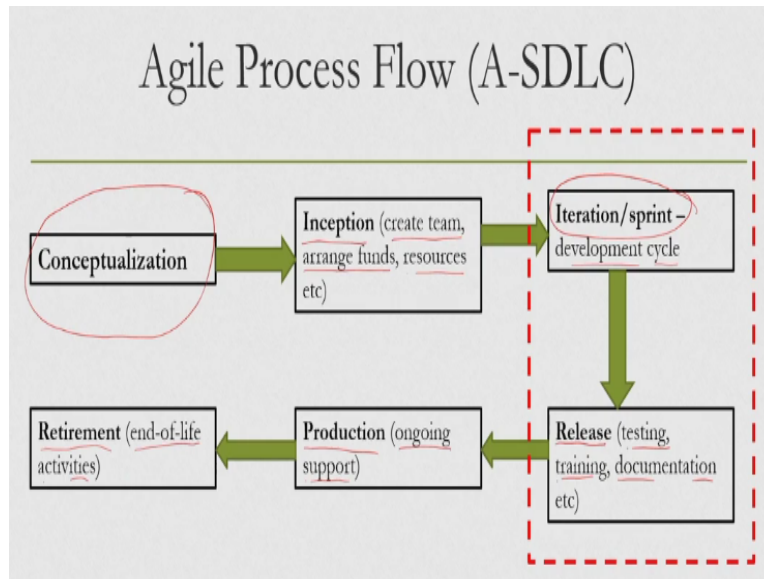 Agile Process Flow (A-SDLC)
Conceptualization
Inception (create team,
arrange funds, resources
etc)
Iteration/sprint –
development cycle
Release (testing,
training, documentation
etc)
Production (ongoing
support)
Retirement (end-of-life
activities)